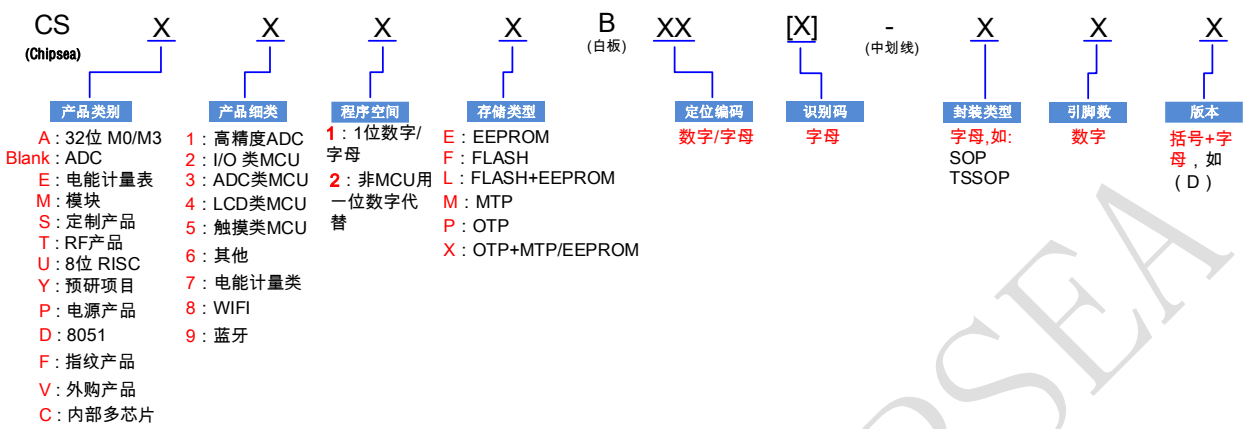 CS X X X X B XX [X] - X X X
(Chipsea) (白板) (中划线)
产品类别
A：32位 M0/M3
Blank：ADC
E：电能计量表
M：模块
S：定制产品
T：RF产品
U：8位 RISC
Y：预研项目
P：电源产品
D：8051
F：指纹产品
V：外购产品
C：内部多芯片
产品细类
1：高精度ADC
2：I/O 类MCU
3：ADC类MCU
4：LCD类MCU
5：触摸类MCU
6：其他
7：电能计量类
8：WIFI
9：蓝牙
程序空间
1：1位数字/
字母
2：非MCU用
一位数字代
替
存储类型
E：EEPROM
F：FLASH
L：FLASH+EEPROM
M：MTP
P：OTP
X：OTP+MTP/EEPROM
定位编码
数字/字母
识别码
字母
封装类型
字母,如:
SOP
TSSOP
引脚数
数字
版本
括号+字
母，如
（D）